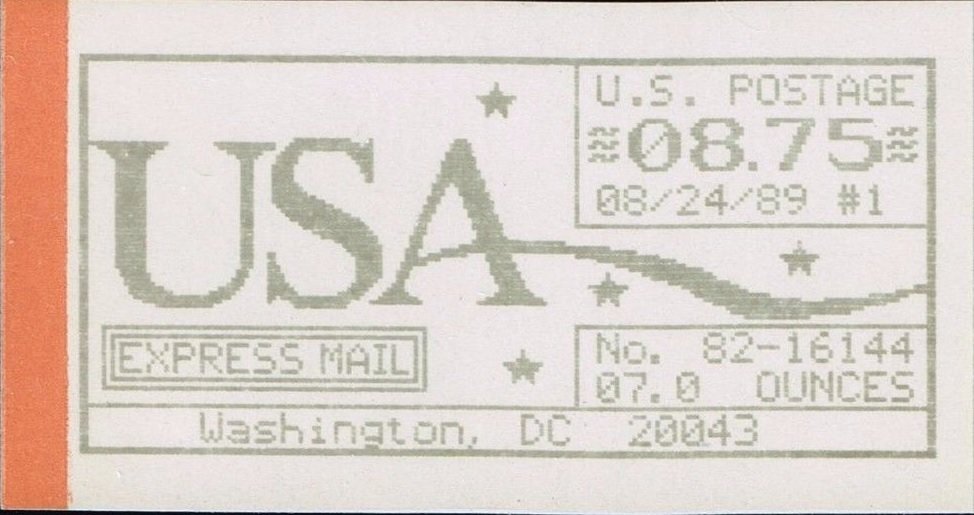 USA
U.S. POSTAGE
≈08.75≈
08/24/89 #1
EXPRESS MAIL
No. 82-16144
07.0 OUNCES
Washington, DC 20043